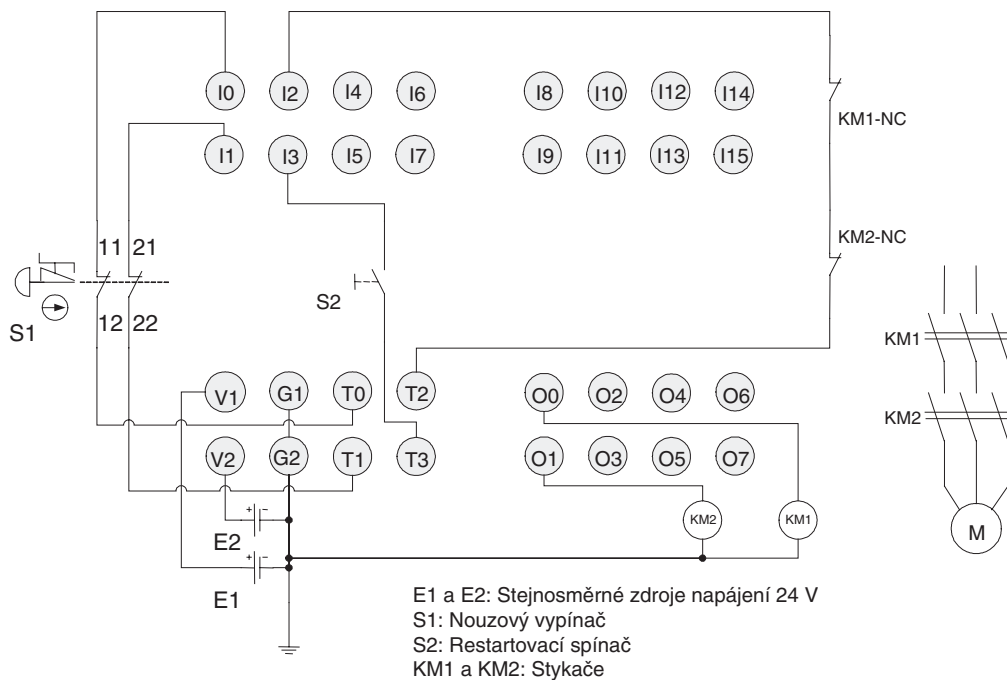 I0 I2 I4 I6 I8 I10 I12 I14
KM1-NC
I1 I3 I5 I7 I9 I11 I13 I15
KM2-NC
11 21
S1
S2
12 22
KM1
V1 G1 T0 T2 O0 O2 O4 O6
KM2
V2 G2 T1 T3 O1 O3 O5 O7
+ −
E2
KM2 KM1
M
+ −
E1
E1 a E2: Stejnosměrné zdroje napájení 24 V
S1: Nouzový vypínač
S2: Restartovací spínač
KM1 a KM2: Stykače